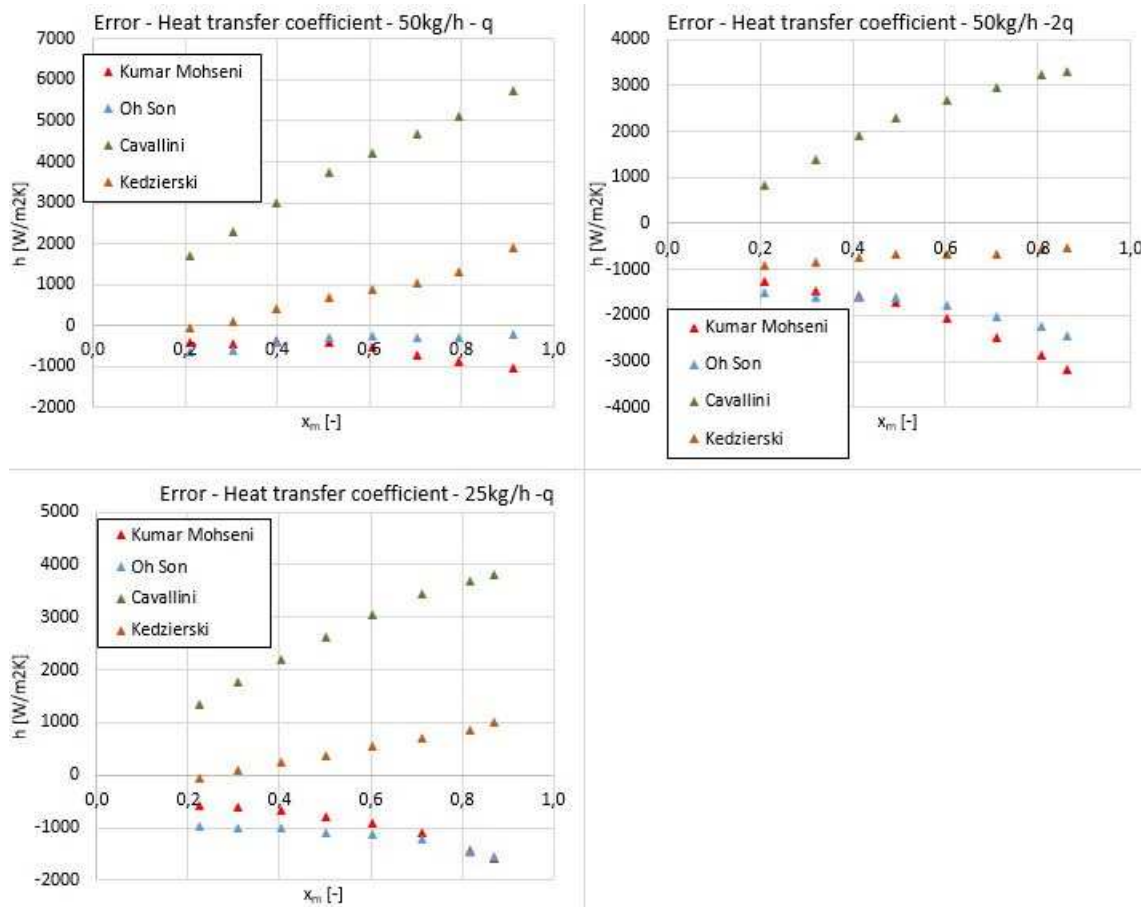 Error - Heat transfer coefficient - 50kg/h - q
7000
6000
5000
4000
3000
2000
1000
0
-1000
-2000
h [W/m2K]
Kumar Mohseni
Oh Son
Cavallini
Kedzierski
0,0
0,2
0,4
0,6
0,8
1,0
xm [-]
Error - Heat transfer coefficient - 50kg/h -2q
4000
3000
2000
1000
0
-1000
-2000
-3000
-4000
h [W/m2K]
0,0
0,2
0,4
0,6
0,8
1,0
Kumar Mohseni
Oh Son
Cavallini
Kedzierski
xm [-]
Error - Heat transfer coefficient - 25kg/h -q
5000
4000
3000
2000
1000
0
-1000
-2000
h [W/m2K]
Kumar Mohseni
Oh Son
Cavallini
Kedzierski
0,0
0,2
0,4
0,6
0,8
1,0
xm [-]